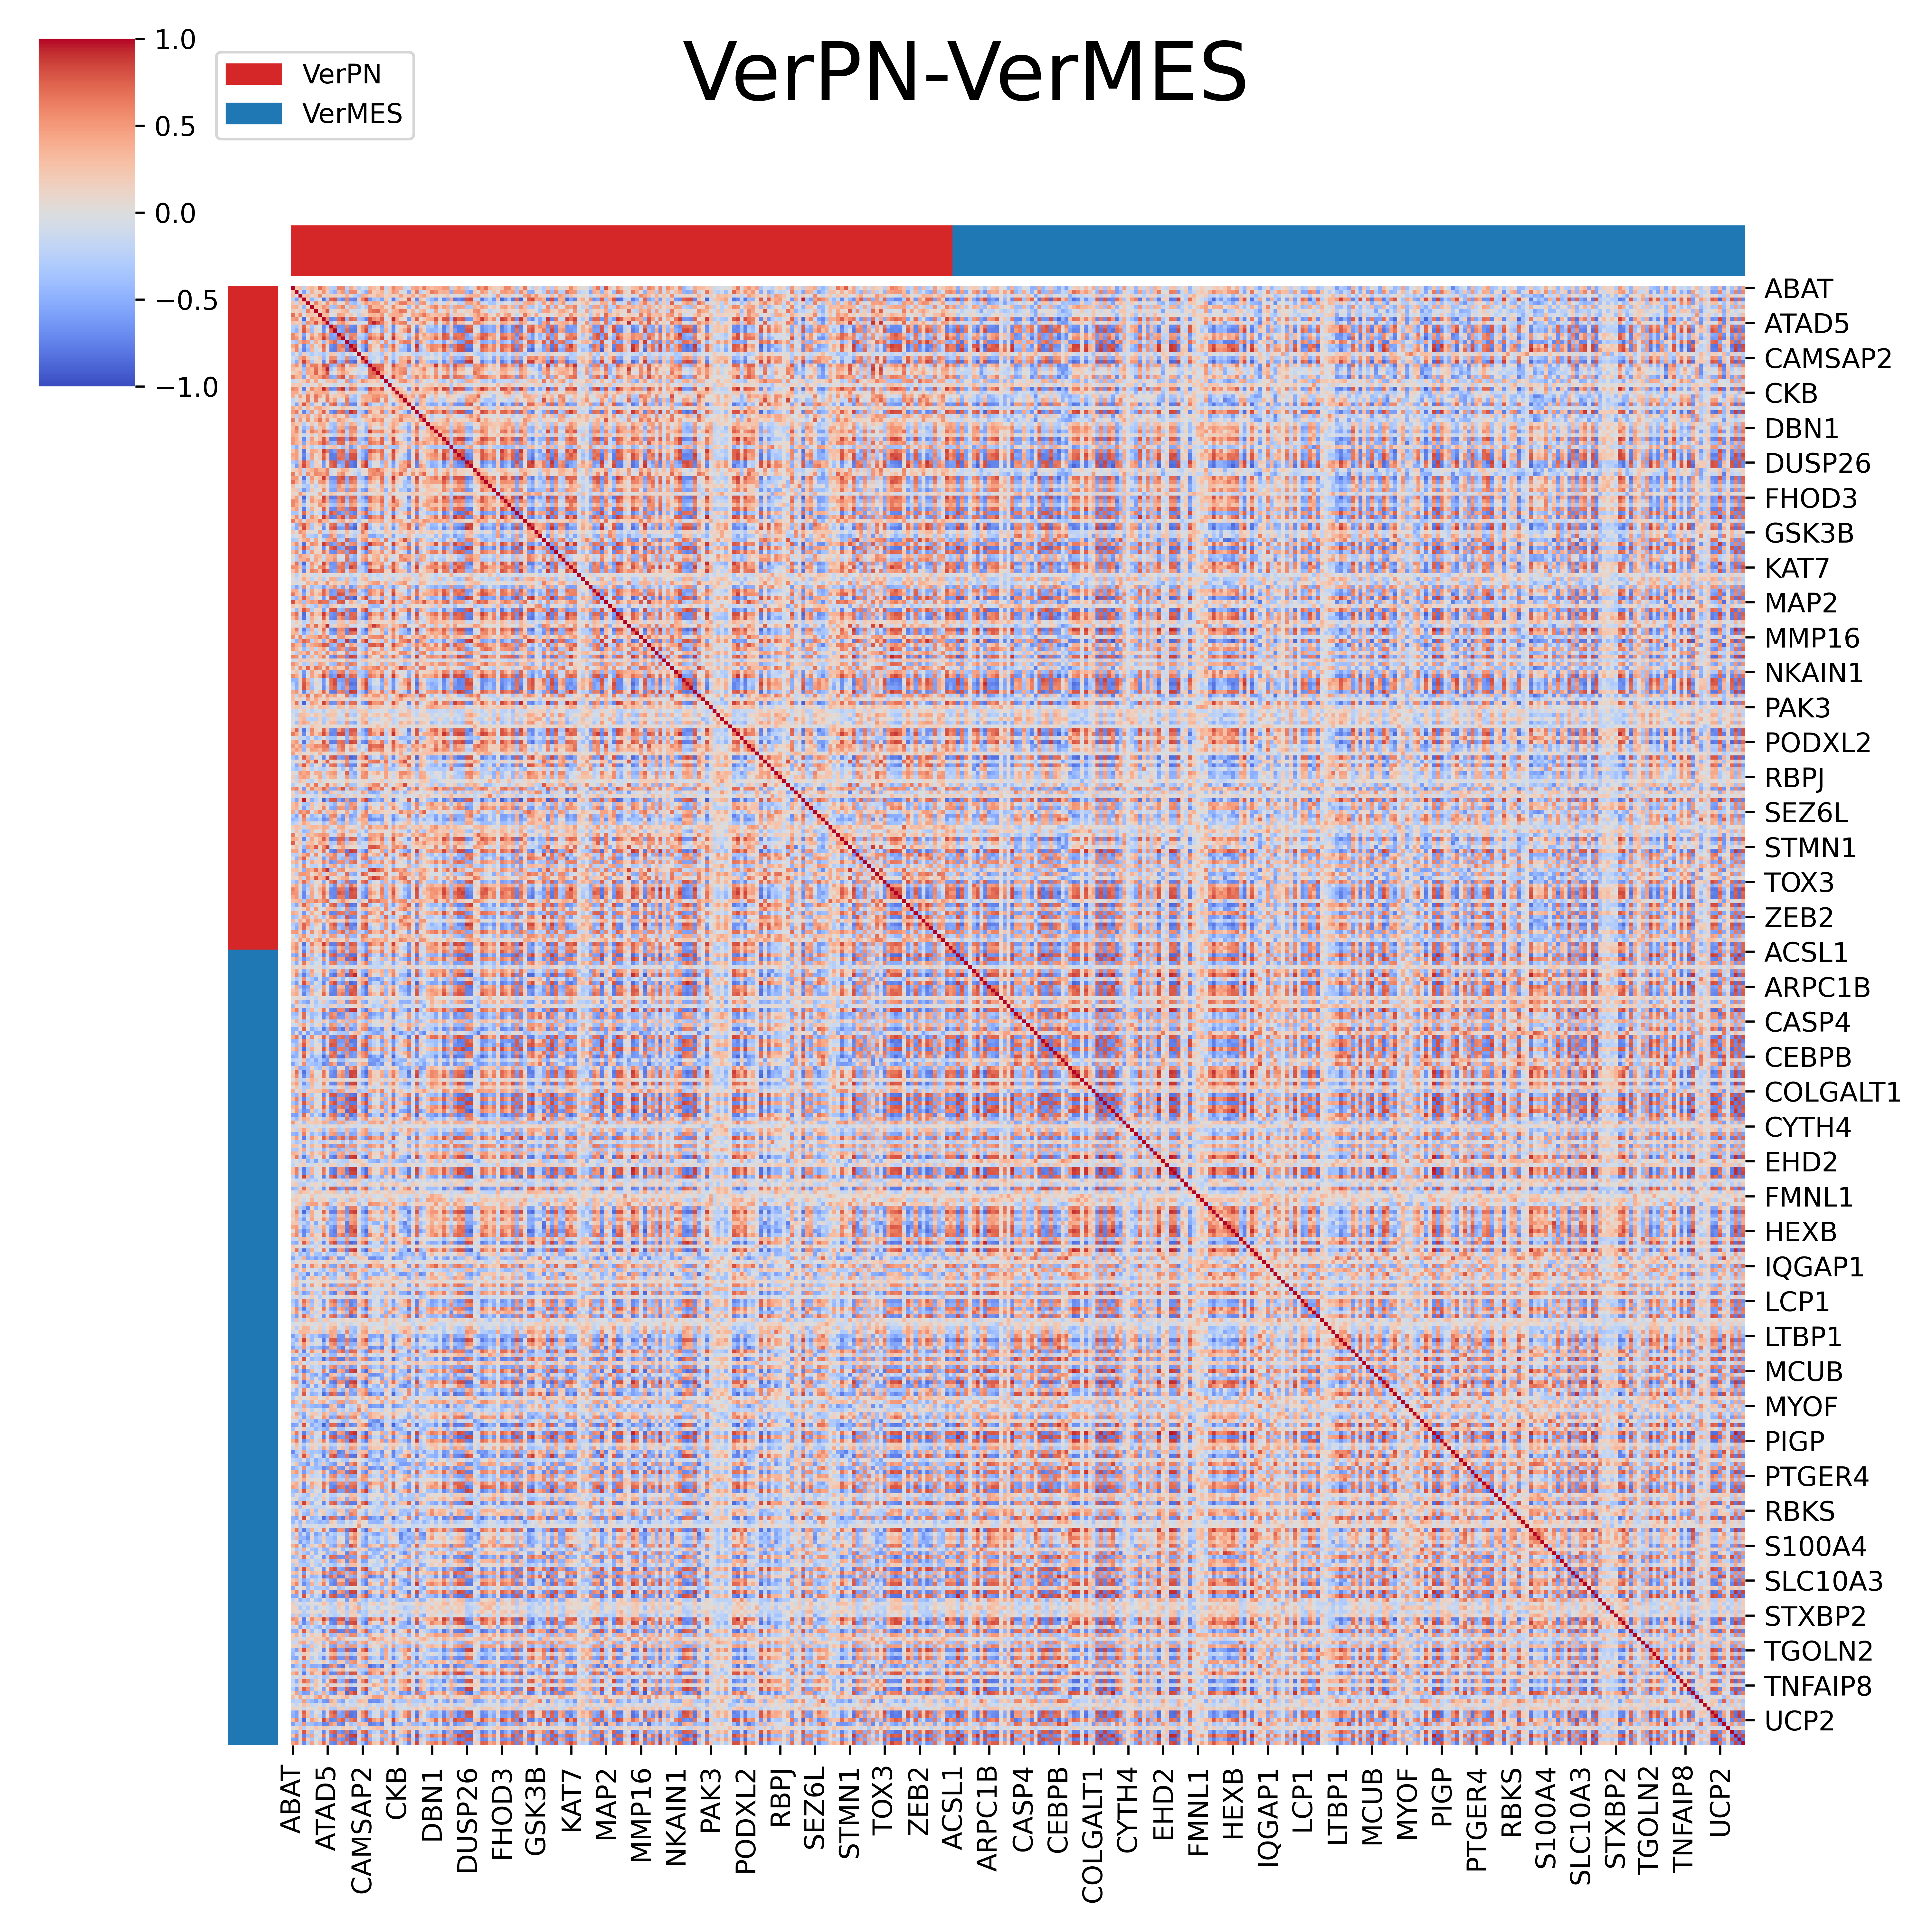 VerPN-VerMES
1.0
0.5
0.0
−0.5
−1.0
VerPN
VerMES
ABAT
ATAD5
CAMSAP2
CKB
DBN1
DUSP26
FHOD3
GSK3B
KAT7
MAP2
MMP16
NKAIN1
PAK3
PODXL2
RBPJ
SEZ6L
STMN1
TOX3
ZEB2
ACSL1
ARPC1B
CASP4
CEBPB
COLGALT1
CYTH4
EHD2
FMNL1
HEXB
IQGAP1
LCP1
LTBP1
MCUB
MYOF
PIGP
PTGER4
RBKS
S100A4
SLC10A3
STXBP2
TGOLN2
TNFAIP8
UCP2
ABAT
ATAD5
CAMSAP2
CKB
DBN1
DUSP26
FHOD3
GSK3B
KAT7
MAP2
MMP16
NKAIN1
PAK3
PODXL2
RBPJ
SEZ6L
STMN1
TOX3
ZEB2
ACSL1
ARPC1B
CASP4
CEBPB
COLGALT1
CYTH4
EHD2
FMNL1
HEXB
IQGAP1
LCP1
LTBP1
MCUB
MYOF
PIGP
PTGER4
RBKS
S100A4
SLC10A3
STXBP2
TGOLN2
TNFAIP8
UCP2